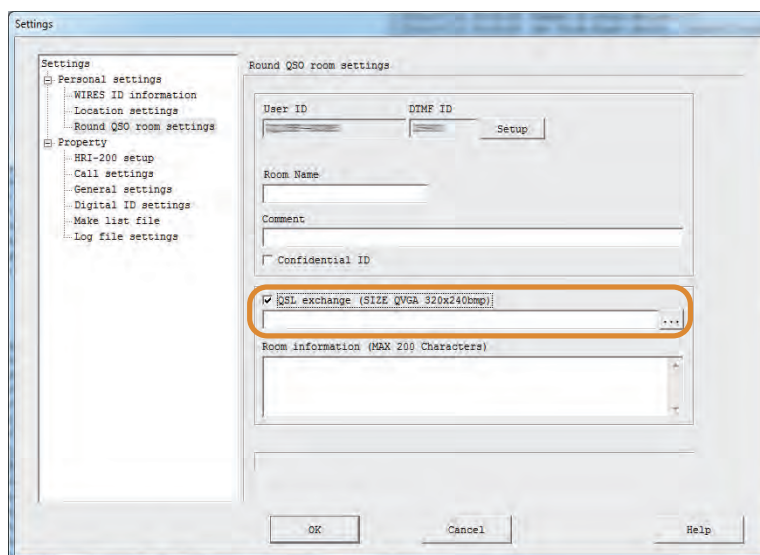 Settings
Settings
Personal settings
WIRES ID information
Location settings
Round QSO room settings
Property
HRI-200 setup
Call settings
General settings
Digital ID settings
Make list file
Log file settings
Round QSO room settings
User ID DTMF ID
Setup
Room Name
Comment
Confidential ID
QSL exchange (SIZE QVGA 320x240bmp)
...
Room information (MAX 200 Characters)
OK Cancel Help